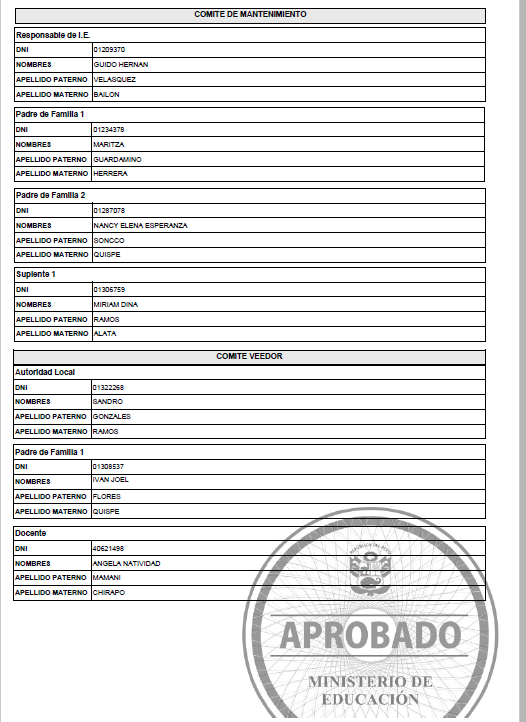 COMITE DE MANTENIMIENTO
Responsable de I.E.
DNI 01209370
NOMBRES GUIDO HERNAN
APELLIDO PATERNO VELASQUEZ
APELLIDO MATERNO BAILON
Padre de Familia 1
DNI 01234378
NOMBRES MARITZA
APELLIDO PATERNO GUARDAMINO
APELLIDO MATERNO HERRERA
Padre de Familia 2
DNI 01287078
NOMBRES NANCY ELENA ESPERANZA
APELLIDO PATERNO SONCCO
APELLIDO MATERNO QUISPE
Suplente 1
DNI 01306759
NOMBRES MIRIAM DINA
APELLIDO PATERNO RAMOS
APELLIDO MATERNO ALATA
COMITE VEEDOR
Autoridad Local
DNI 01322268
NOMBRES SANDRO
APELLIDO PATERNO GONZALES
APELLIDO MATERNO RAMOS
Padre de Familia 1
DNI 01308537
NOMBRES IVAN JOEL
APELLIDO PATERNO FLORES
APELLIDO MATERNO QUISPE
Docente
DNI 40621498
NOMBRES ANGELA NATIVIDAD
APELLIDO PATERNO MAMANI
APELLIDO MATERNO CHIRAPO
REPÚBLICA DEL PERÚ
APROBADO
MINISTERIO DE
EDUCACIÓN